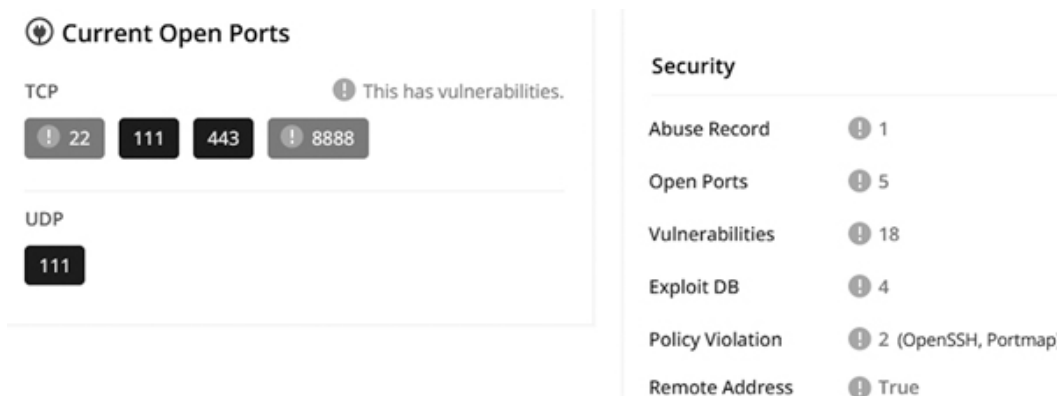 Current Open Ports
TCP
This has vulnerabilities.
! 22
111
443
! 8888
UDP
111
Security
Abuse Record ! 1
Open Ports ! 5
Vulnerabilities ! 18
Exploit DB ! 4
Policy Violation ! 2 (OpenSSH, Portmap)
Remote Address ! True